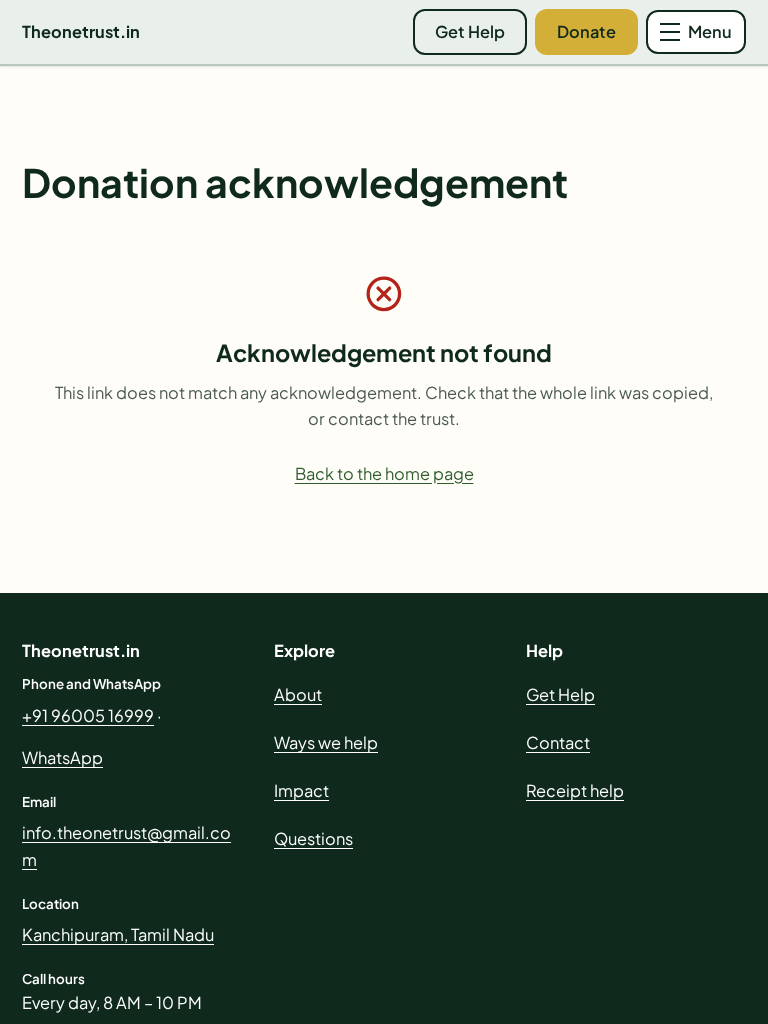 Theonetrust.in
Get Help
Donate
Menu
Donation acknowledgement
Acknowledgement not found
This link does not match any acknowledgement. Check that the whole link was copied,
or contact the trust.
Back to the home page
Theonetrust.in
Phone and WhatsApp
+91 96005 16999 ·
WhatsApp
Email
info.theonetrust@gmail.co
m
Location
Kanchipuram, Tamil Nadu
Call hours
Every day, 8 AM – 10 PM
Explore
About
Ways we help
Impact
Questions
Help
Get Help
Contact
Receipt help